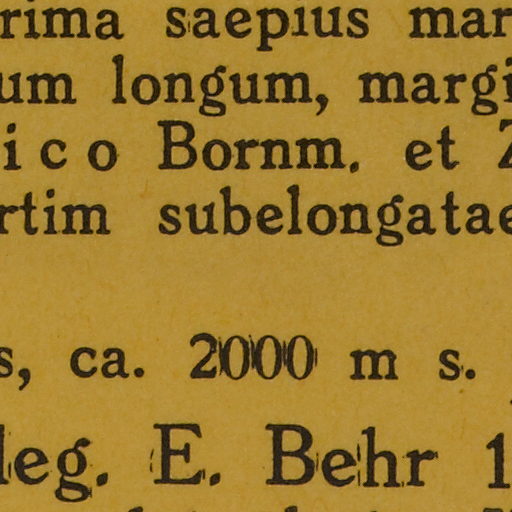 rima saepius mar
um longum, margi
ico Bornm. et Z
rtim subelongatae
s, ca. 2000 m s.
leg. E. Behr 1